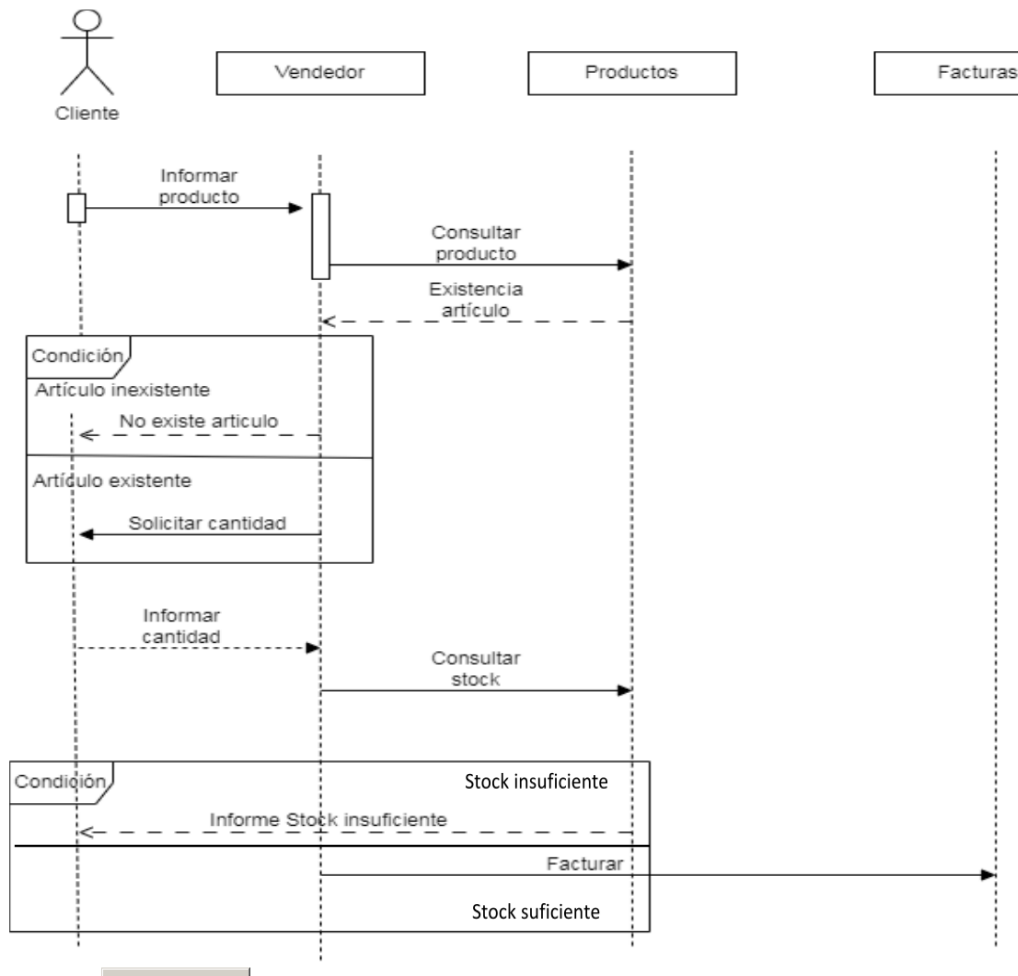 Cliente
Vendedor
Productos
Facturas
Informar
producto
Consultar
producto
Existencia
artículo
Condición
Artículo inexistente
No existe articulo
Artículo existente
Solicitar cantidad
Informar
cantidad
Consultar
stock
Condición
Stock insuficiente
Informe Stock insuficiente
Facturar
Stock suficiente